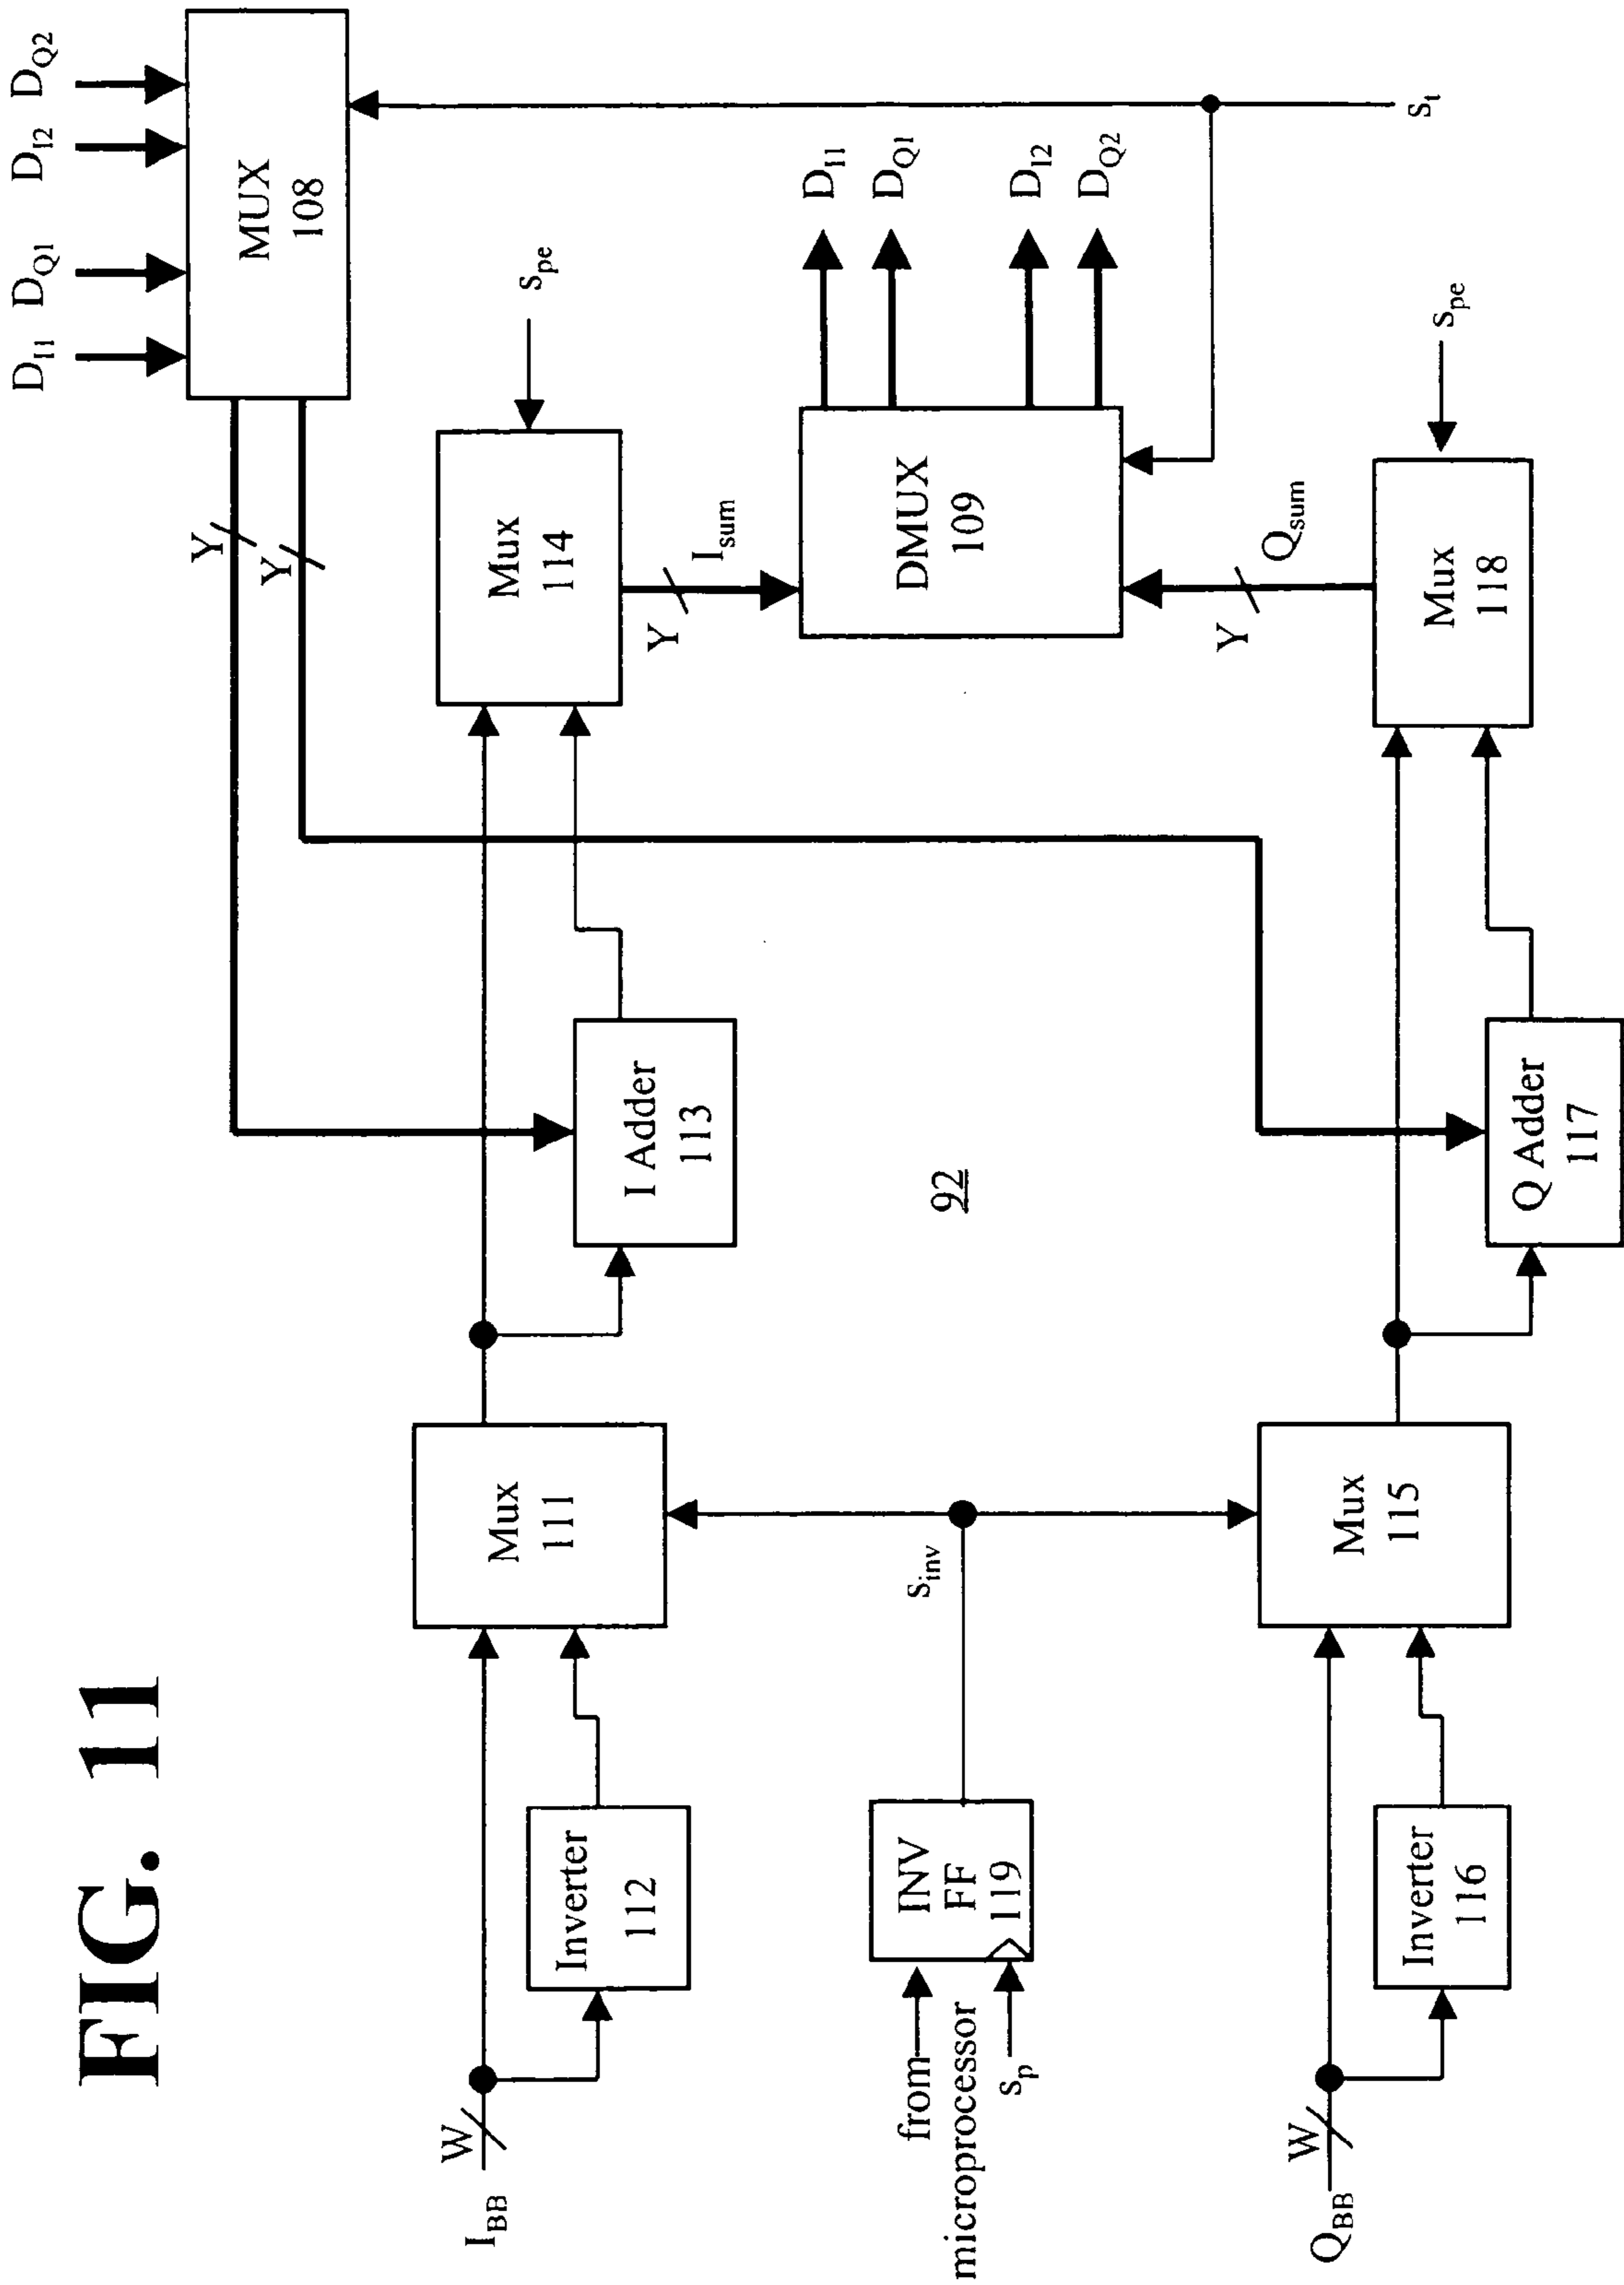 FIG. 11
D_I1
D_Q1
D_I2
D_Q2
MUX
108
Y
Y
I_BB
W
Inverter
112
Mux
111
I Adder
113
Mux
114
s_pe
Y
I_sum
from
microprocessor
s_p
INV
FF
119
s_inv
92
DMUX
109
D_I1
D_Q1
D_I2
D_Q2
s_t
Y
Q_sum
Q_BB
W
Inverter
116
Mux
115
Q Adder
117
Mux
118
s_pe